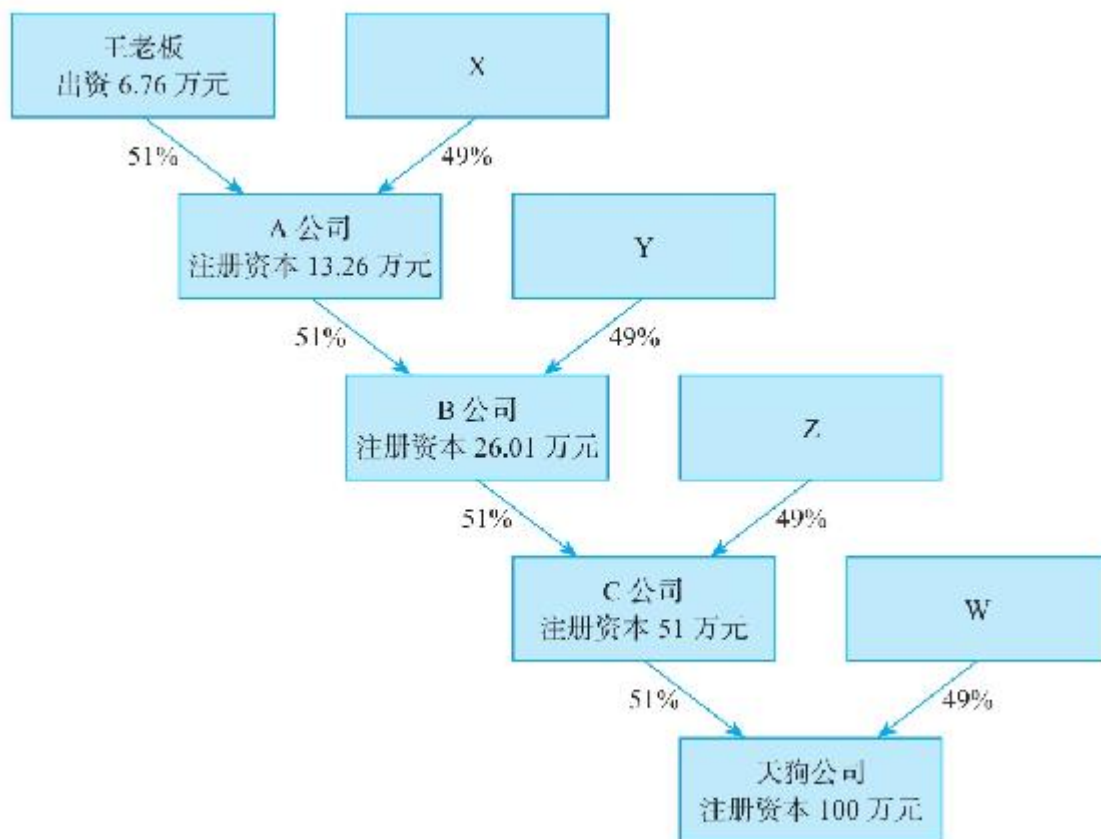 王老板
出资 6.76 万元
X
51%
49%
A 公司
注册资本 13.26 万元
Y
51%
49%
B 公司
注册资本 26.01 万元
Z
51%
49%
C 公司
注册资本 51 万元
W
51%
49%
天狗公司
注册资本 100 万元